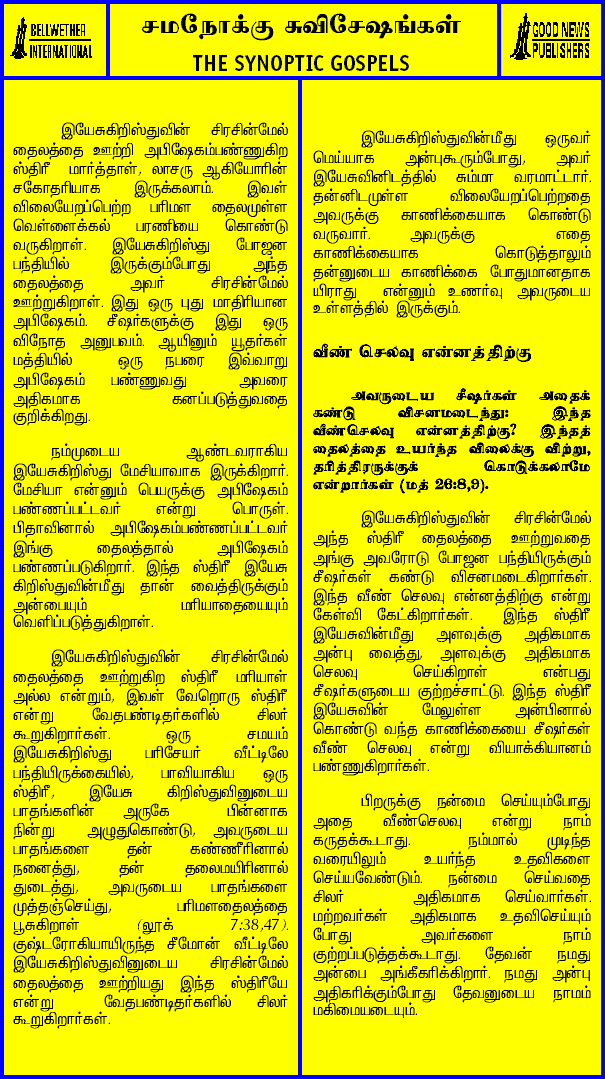 BELLWETHER
INTERNATIONAL
சமநோக்கு சுவிசேஷங்கள்
THE SYNOPTIC GOSPELS
GOOD NEWS
PUBLISHERS
இயேசுகிறிஸ்துவின் சிரசின்மேல்
தைலத்தை ஊற்றி அபிஷேகம்பண்ணுகிற
ஸ்திரீ மார்த்தாள், லாசரு ஆகியோரின்
சகோதரியாக இருக்கலாம். இவள்
விலையேறப்பெற்ற பரிமள தைலமுள்ள
வெள்ளைக்கல் பரணியை கொண்டு
வருகிறாள். இயேசுகிறிஸ்து போஜன
பந்தியில் இருக்கும்போது அந்த
தைலத்தை அவர் சிரசின்மேல்
ஊற்றுகிறாள். இது ஒரு புது மாதிரியான
அபிஷேகம். சீஷர்களுக்கு இது ஒரு
விநோத அனுபவம். ஆயினும் யூதர்கள்
மத்தியில் ஒரு நபரை இவ்வாறு
அபிஷேகம் பண்ணுவது அவரை
அதிகமாக கனப்படுத்துவதை
குறிக்கிறது.
நம்முடைய ஆண்டவராகிய
இயேசுகிறிஸ்து மேசியாவாக இருக்கிறார்.
மேசியா என்னும் பெயருக்கு அபிஷேகம்
பண்ணப்பட்டவர் என்று பொருள்.
பிதாவினால் அபிஷேகம்பண்ணப்பட்டவர்
இங்கு தைலத்தால் அபிஷேகம்
பண்ணப்படுகிறார். இந்த ஸ்திரீ இயேசு
கிறிஸ்துவின்மீது தான் வைத்திருக்கும்
அன்பையும் மரியாதையையும்
வெளிப்படுத்துகிறாள்.
இயேசுகிறிஸ்துவின் சிரசின்மேல்
தைலத்தை ஊற்றுகிற ஸ்திரீ மரியாள்
அல்ல என்றும், இவள் வேறொரு ஸ்திரீ
என்று வேதபண்டிதர்களில் சிலர்
கூறுகிறார்கள். ஒரு சமயம்
இயேசுகிறிஸ்து பரிசேயர் வீட்டிலே
பந்தியிருக்கையில், பாவியாகிய ஒரு
ஸ்திரீ, இயேசு கிறிஸ்துவினுடைய
பாதங்களின் அருகே பின்னாக
நின்று அழுதுகொண்டு, அவருடைய
பாதங்களை தன் கண்ணீரினால்
நனைத்து, தன் தலைமயிரினால்
துடைத்து, அவருடைய பாதங்களை
முத்தஞ்செய்து, பரிமளதைலத்தை
பூசுகிறாள் (லூக் 7:38,47).
குஷ்டரோகியாயிருந்த சீமோன் வீட்டிலே
இயேசுகிறிஸ்துவினுடைய சிரசின்மேல்
தைலத்தை ஊற்றியது இந்த ஸ்திரீயே
என்று வேதபண்டிதர்களில் சிலர்
கூறுகிறார்கள்.
இயேசுகிறிஸ்துவின்மீது ஒருவர்
மெய்யாக அன்புகூரும்போது, அவர்
இயேசுவினிடத்தில் சும்மா வரமாட்டார்.
தன்னிடமுள்ள விலையேறப்பெற்றதை
அவருக்கு காணிக்கையாக கொண்டு
வருவார். அவருக்கு எதை
காணிக்கையாக கொடுத்தாலும்
தன்னுடைய காணிக்கை போதுமானதாக
யிராது என்னும் உணர்வு அவருடைய
உள்ளத்தில் இருக்கும்.
வீண் செலவு என்னத்திற்கு
அவருடைய சீஷர்கள் அதைக்
கண்டு விசனமடைந்து: இந்த
வீண்செலவு என்னத்திற்கு? இந்தத்
தைலத்தை உயர்ந்த விலைக்கு விற்று,
தரித்திரருக்குக் கொடுக்கலாமே
என்றார்கள் (மத் 26:8,9).
இயேசுகிறிஸ்துவின் சிரசின்மேல்
அந்த ஸ்திரீ தைலத்தை ஊற்றுவதை
அங்கு அவரோடு போஜன பந்தியிருக்கும்
சீஷர்கள் கண்டு விசனமடைகிறார்கள்.
இந்த வீண் செலவு என்னத்திற்கு என்று
கேள்வி கேட்கிறார்கள். இந்த ஸ்திரீ
இயேசுவின்மீது அளவுக்கு அதிகமாக
அன்பு வைத்து, அளவுக்கு அதிகமாக
செலவு செய்கிறாள் என்பது
சீஷர்களுடைய குற்றச்சாட்டு. இந்த ஸ்திரீ
இயேசுவின் மேலுள்ள அன்பினால்
கொண்டு வந்த காணிக்கையை சீஷர்கள்
வீண் செலவு என்று வியாக்கியானம்
பண்ணுகிறார்கள்.
பிறருக்கு நன்மை செய்யும்போது
அதை வீண்செலவு என்று நாம்
கருதக்கூடாது. நம்மால் முடிந்த
வரையிலும் உயர்ந்த உதவிகளை
செய்யவேண்டும். நன்மை செய்வதை
சிலர் அதிகமாக செய்வார்கள்.
மற்றவர்கள் அதிகமாக உதவிசெய்யும்
போது அவர்களை நாம்
குற்றப்படுத்தக்கூடாது. தேவன் நமது
அன்பை அங்கீகரிக்கிறார். நமது அன்பு
அதிகரிக்கும்போது தேவனுடைய நாமம்
மகிமையடையும்.